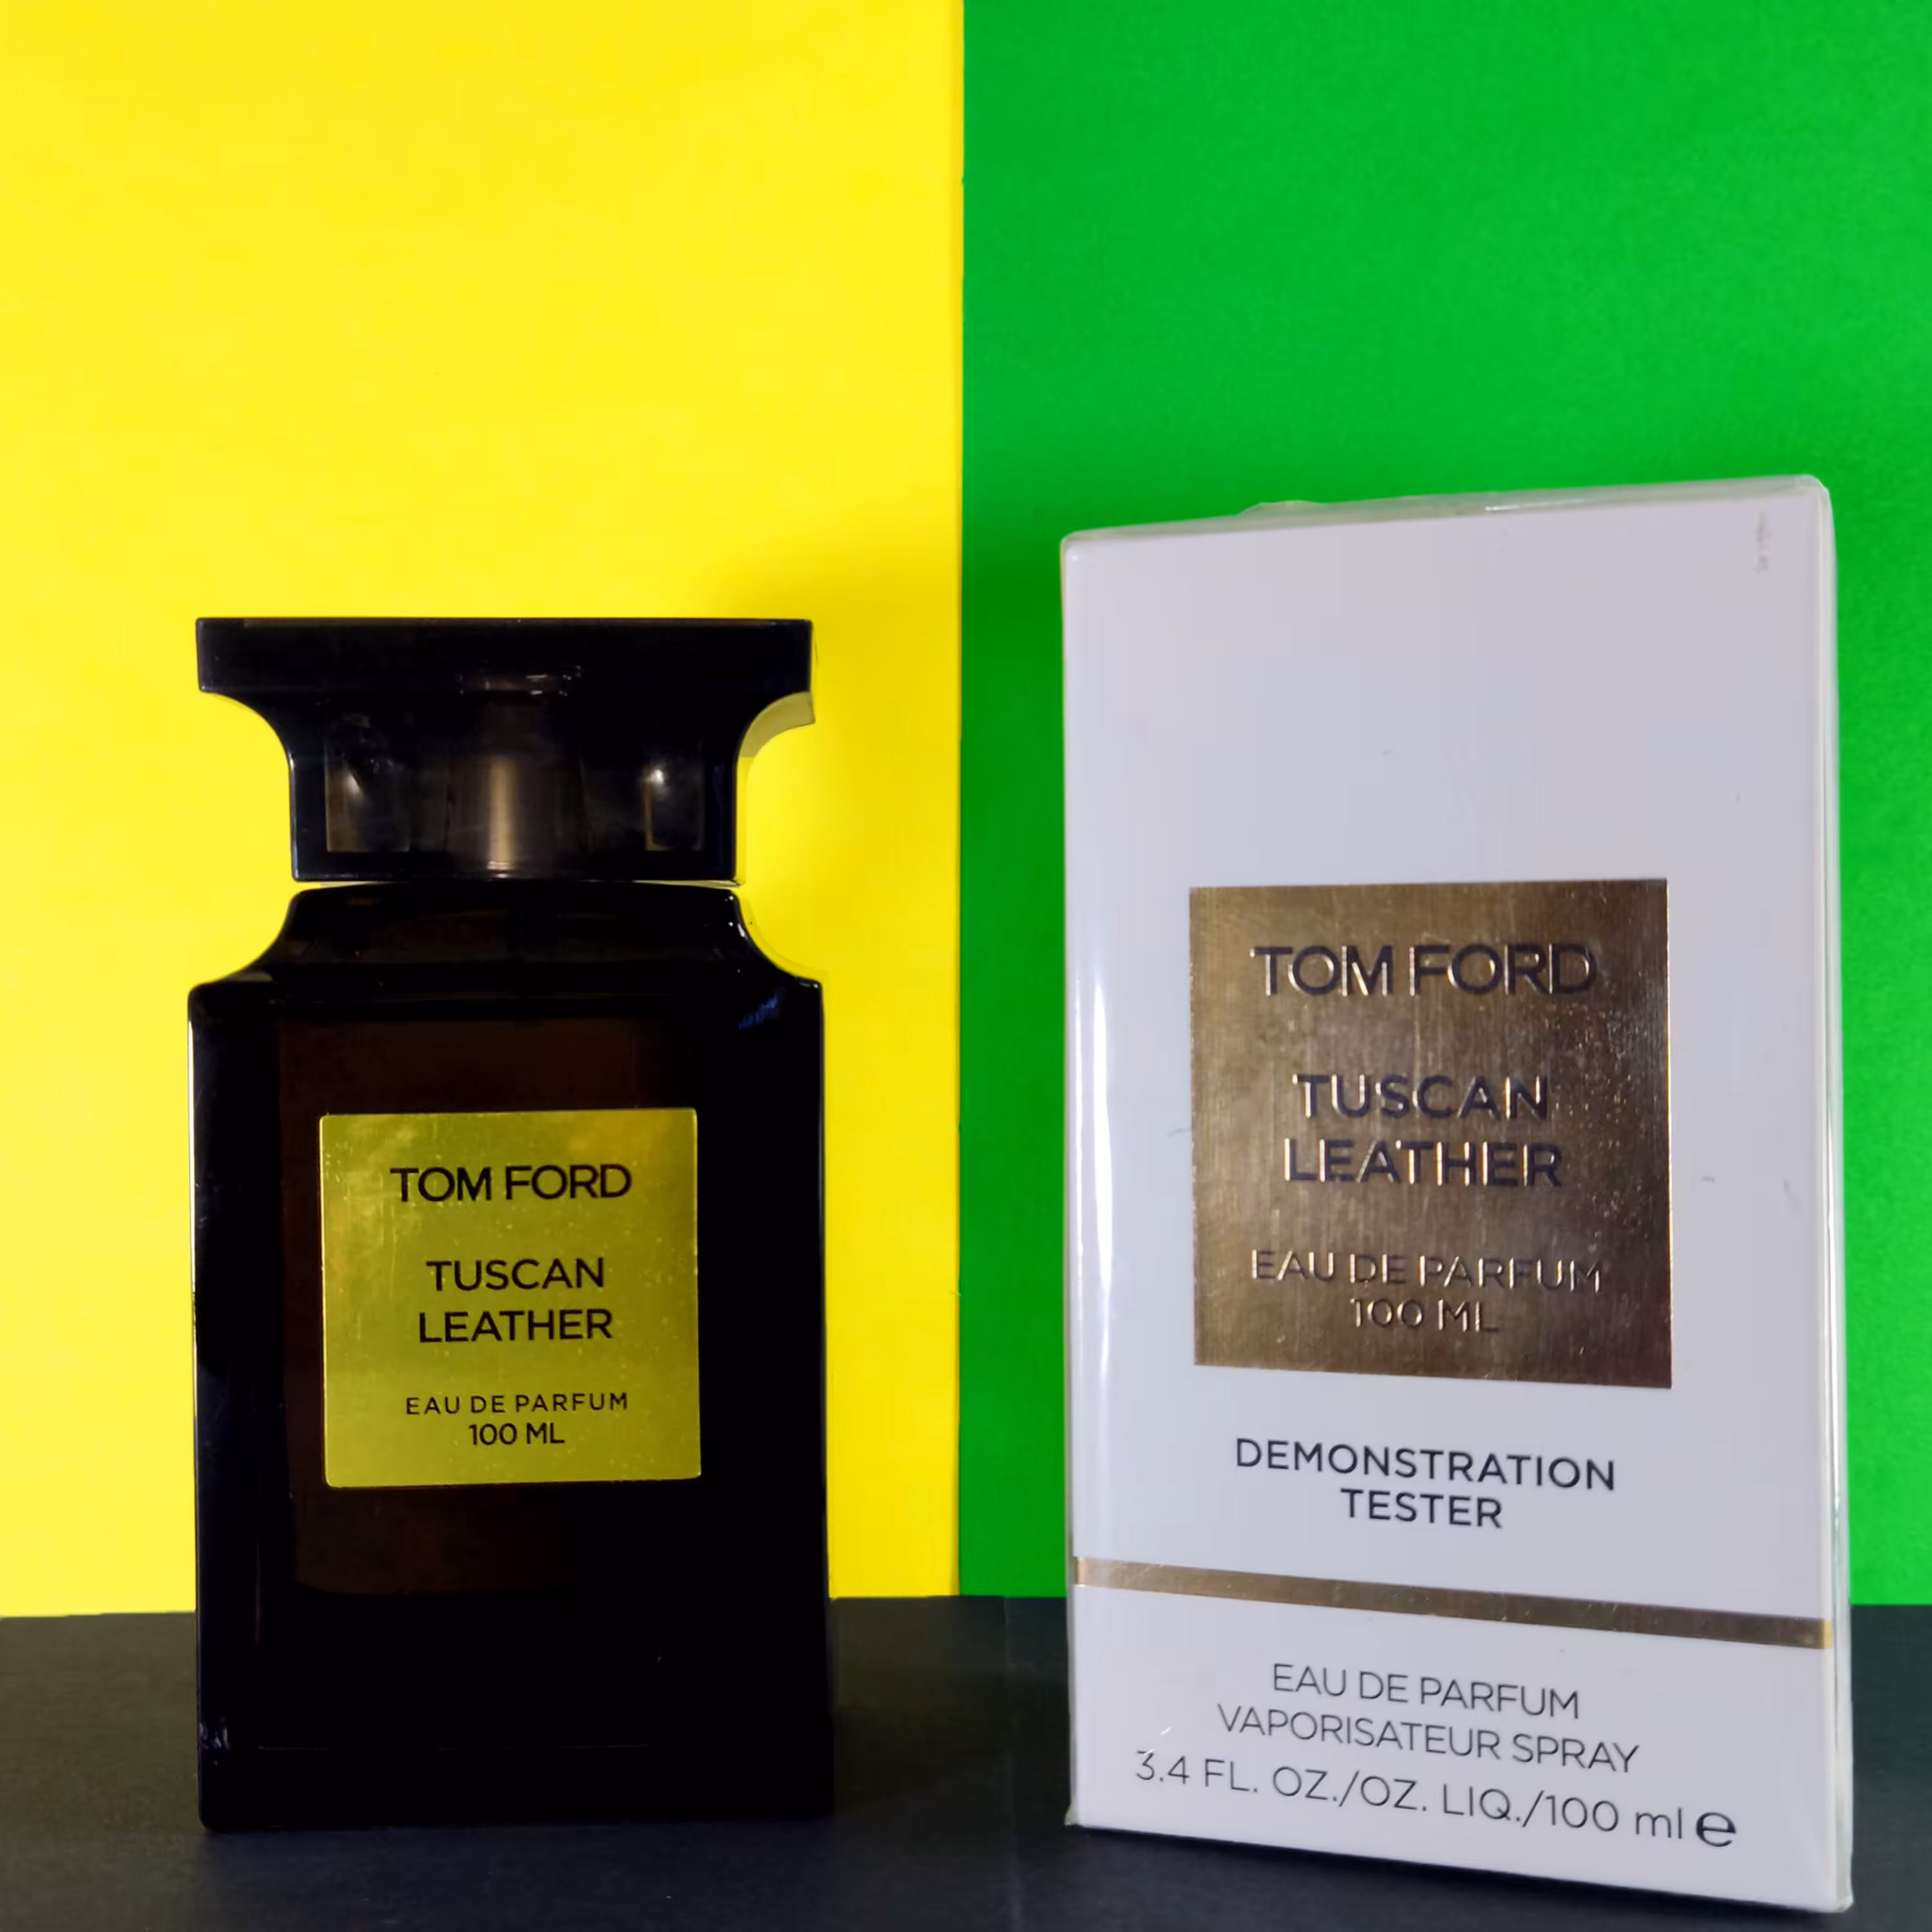 TOM FORD
TUSCAN
LEATHER
EAU DE PARFUM
100 ML
TOM FORD
TUSCAN
LEATHER
EAU DE PARFUM
100 ML
DEMONSTRATION
TESTER
EAU DE PARFUM
VAPORISATEUR SPRAY
3.4 FL. OZ./OZ. LIQ./100 ml e